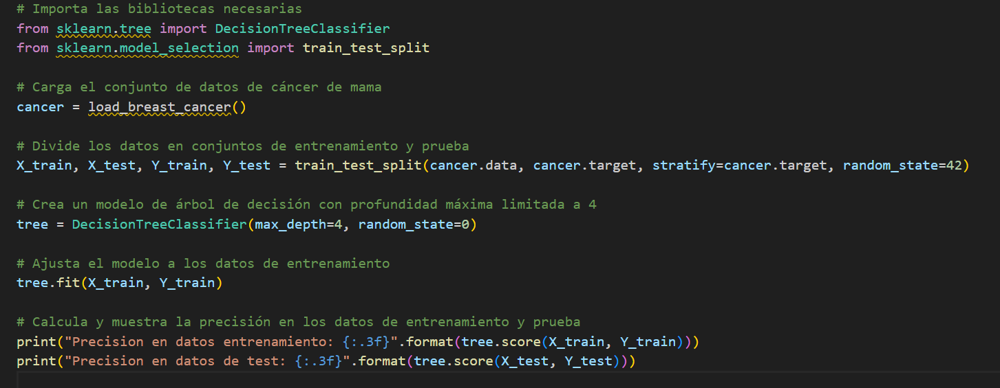 # Importa las bibliotecas necesarias
from sklearn.tree import DecisionTreeClassifier
from sklearn.model_selection import train_test_split
# Carga el conjunto de datos de cáncer de mama
cancer = load_breast_cancer()
# Divide los datos en conjuntos de entrenamiento y prueba
X_train, X_test, Y_train, Y_test = train_test_split(cancer.data, cancer.target, stratify=cancer.target, random_state=42)
# Crea un modelo de árbol de decisión con profundidad máxima limitada a 4
tree = DecisionTreeClassifier(max_depth=4, random_state=0)
# Ajusta el modelo a los datos de entrenamiento
tree.fit(X_train, Y_train)
# Calcula y muestra la precisión en los datos de entrenamiento y prueba
print("Precision en datos entrenamiento: {:.3f}".format(tree.score(X_train, Y_train)))
print("Precision en datos de test: {:.3f}".format(tree.score(X_test, Y_test)))